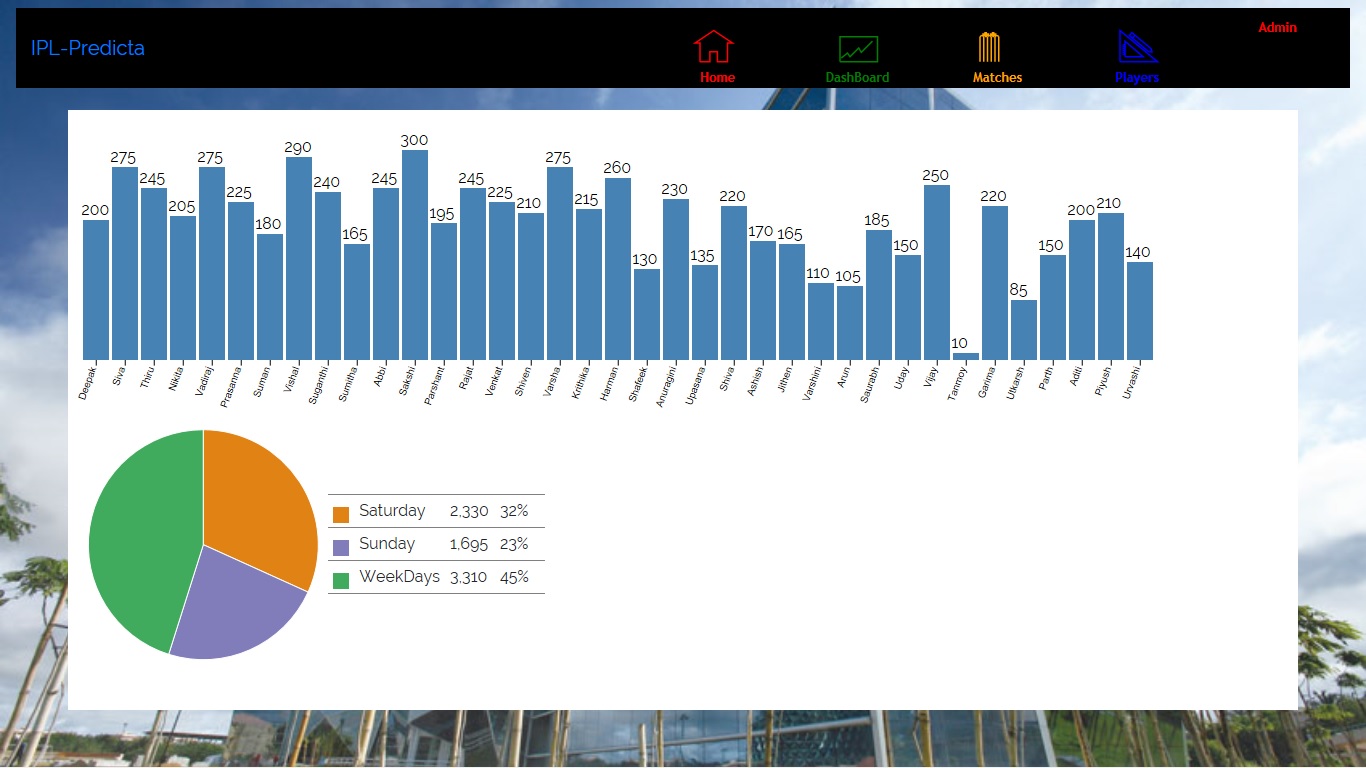 IPL-Predicta
Home
DashBoard
Matches
Players
Admin
200 275 245 205 275 225 180 290 240 165 245 300 195 245 225 210 275 215 260 130 230 135 220 170 165 110 105 185 150 250 10 220 85 150 200 210 140
Deepak Siva Thiru Nikita Vadiraj Prasanna Suman Vishal Suganthi Sumitha Abbi Sakshi Parshant Rajat Venkat Shiven Varsha Krithika Harman Shafeek Anuragini Upasana Shiva Ashish Jithen Varshini Arun Saurabh Uday Vijay Tanmoy Garima Utkarsh Parth Aditi Piyush Urvashi
Saturday 2,330 32%
Sunday 1,695 23%
WeekDays 3,310 45%